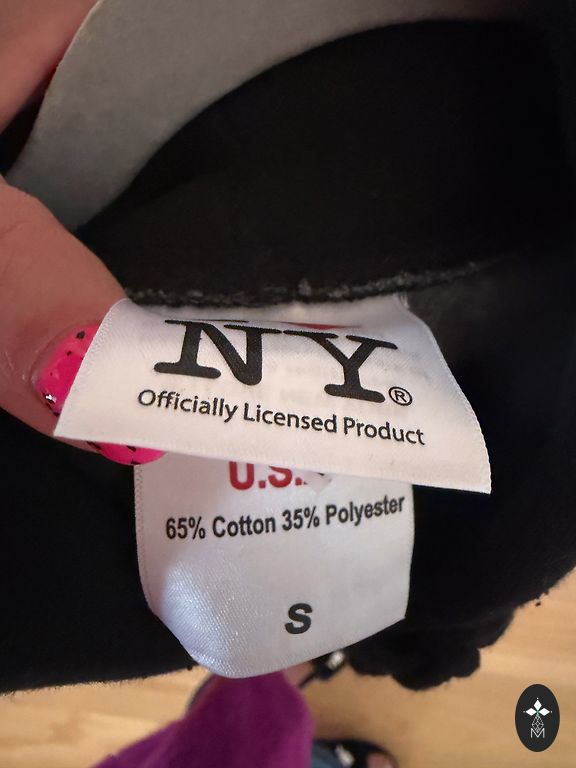 NY®
Officially Licensed Product
65% Cotton 35% Polyester
S
M